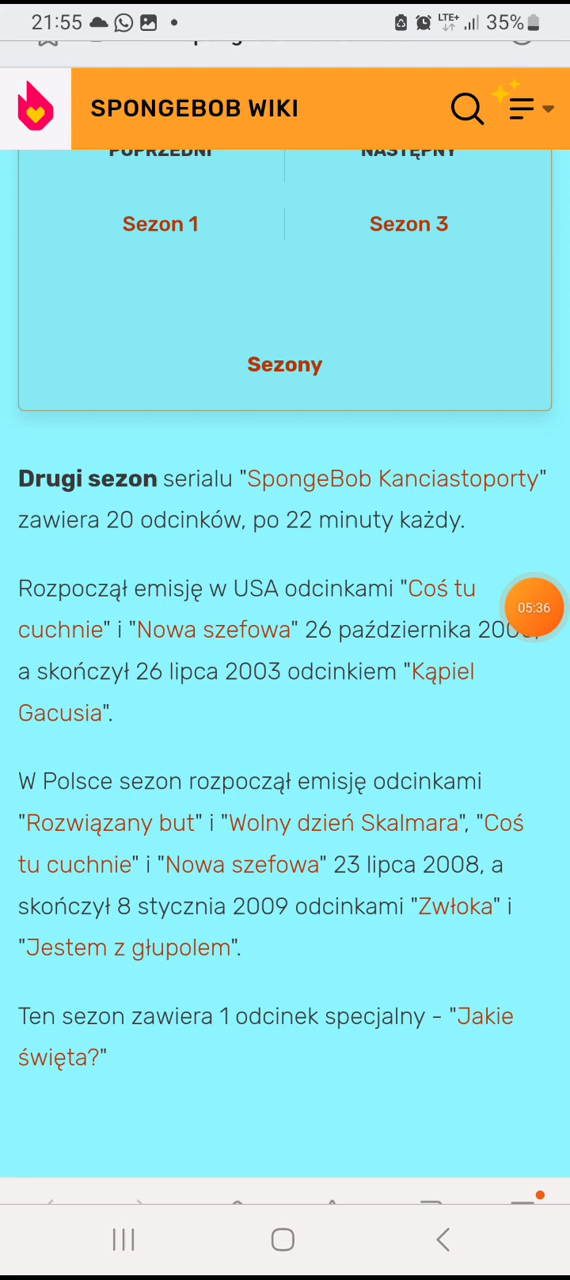 21:55
LTE+
35%
SPONGEBOB WIKI
POPRZEDNI NASTĘPNY
Sezon 1 Sezon 3
Sezony
Drugi sezon serialu "SpongeBob Kanciastoporty"
zawiera 20 odcinków, po 22 minuty każdy.
Rozpoczął emisję w USA odcinkami "Coś tu
05:36
cuchnie" i "Nowa szefowa" 26 października
a skończył 26 lipca 2003 odcinkiem "Kąpiel
Gacusia".
W Polsce sezon rozpoczął emisję odcinkami
"Rozwiązany but" i "Wolny dzień Skalmara", "Coś
tu cuchnie" i "Nowa szefowa" 23 lipca 2008, a
skończył 8 stycznia 2009 odcinkami "Zwłoka" i
"Jestem z głupolem".
Ten sezon zawiera 1 odcinek specjalny - "Jakie
święta?"